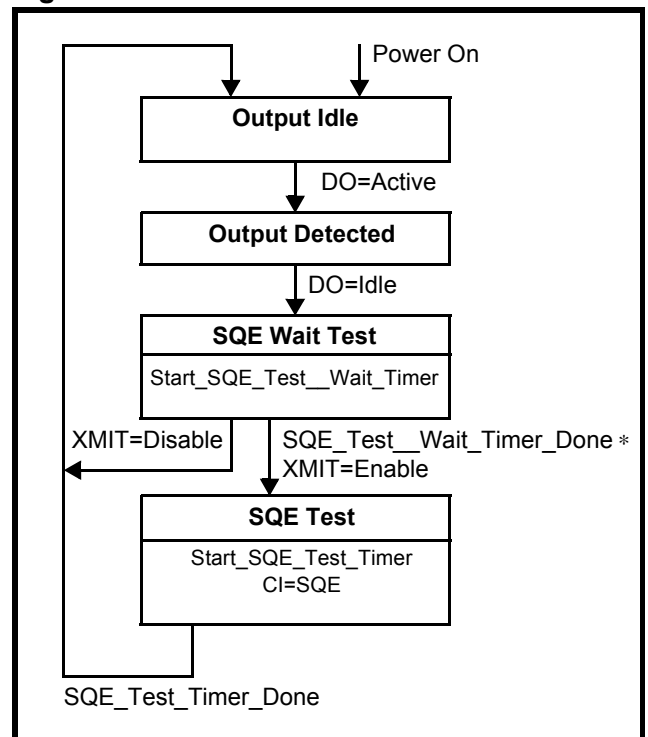 Power On
Output Idle
DO=Active
Output Detected
DO=Idle
SQE Wait Test
Start_SQE_Test__Wait_Timer
XMIT=Disable
SQE_Test__Wait_Timer_Done *
XMIT=Enable
SQE Test
Start_SQE_Test_Timer
CI=SQE
SQE_Test_Timer_Done